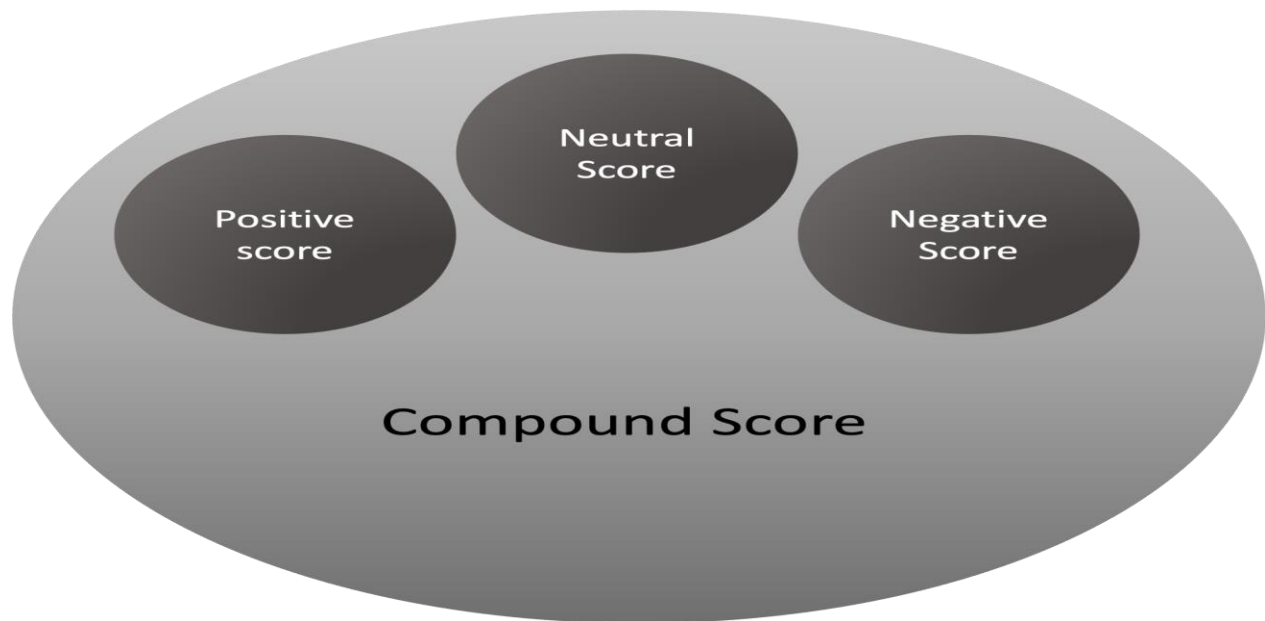 Neutral
Score
Positive
score
Negative
Score
Compound Score